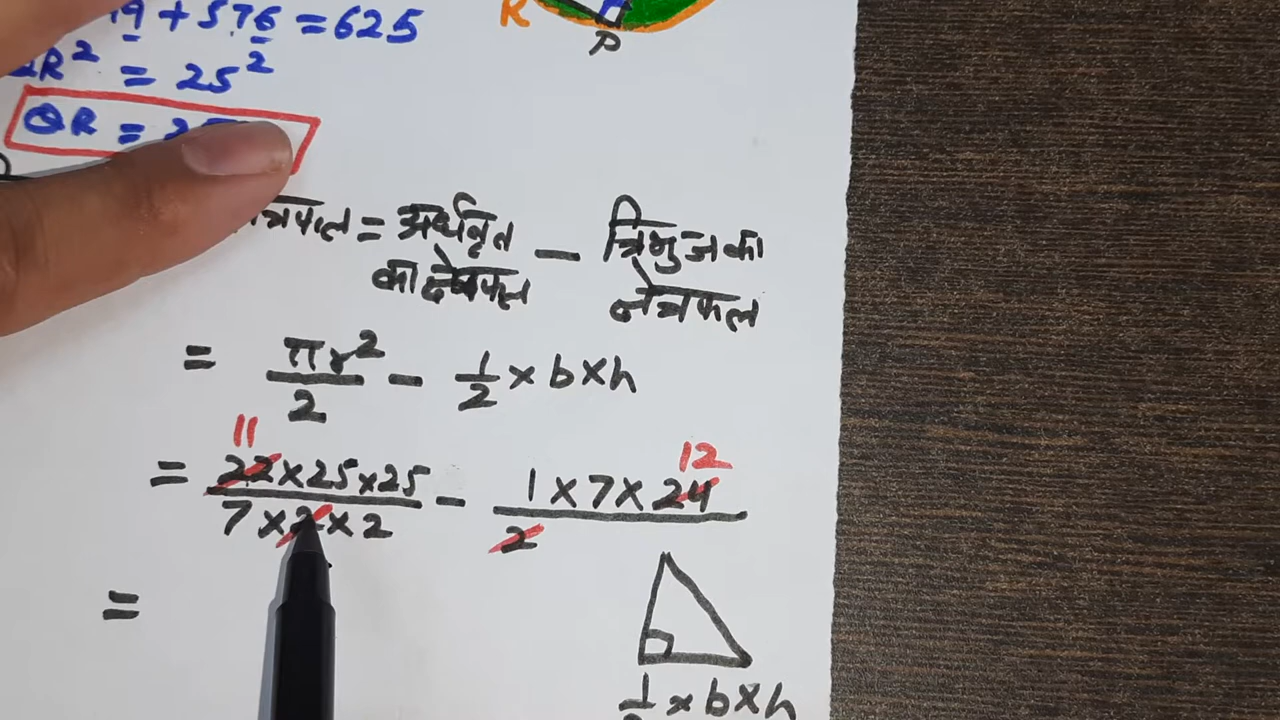 49 + 576 = 625
R² = 25²
QR =
R
P
= अर्धवृत का क्षेत्रफल − त्रिभुज का क्षेत्रफल
= πr²/2 − 1/2 × b × h
11 12
= 22×25×25/7×2×2 − 1×7×24/2
=
1/2 × b × h